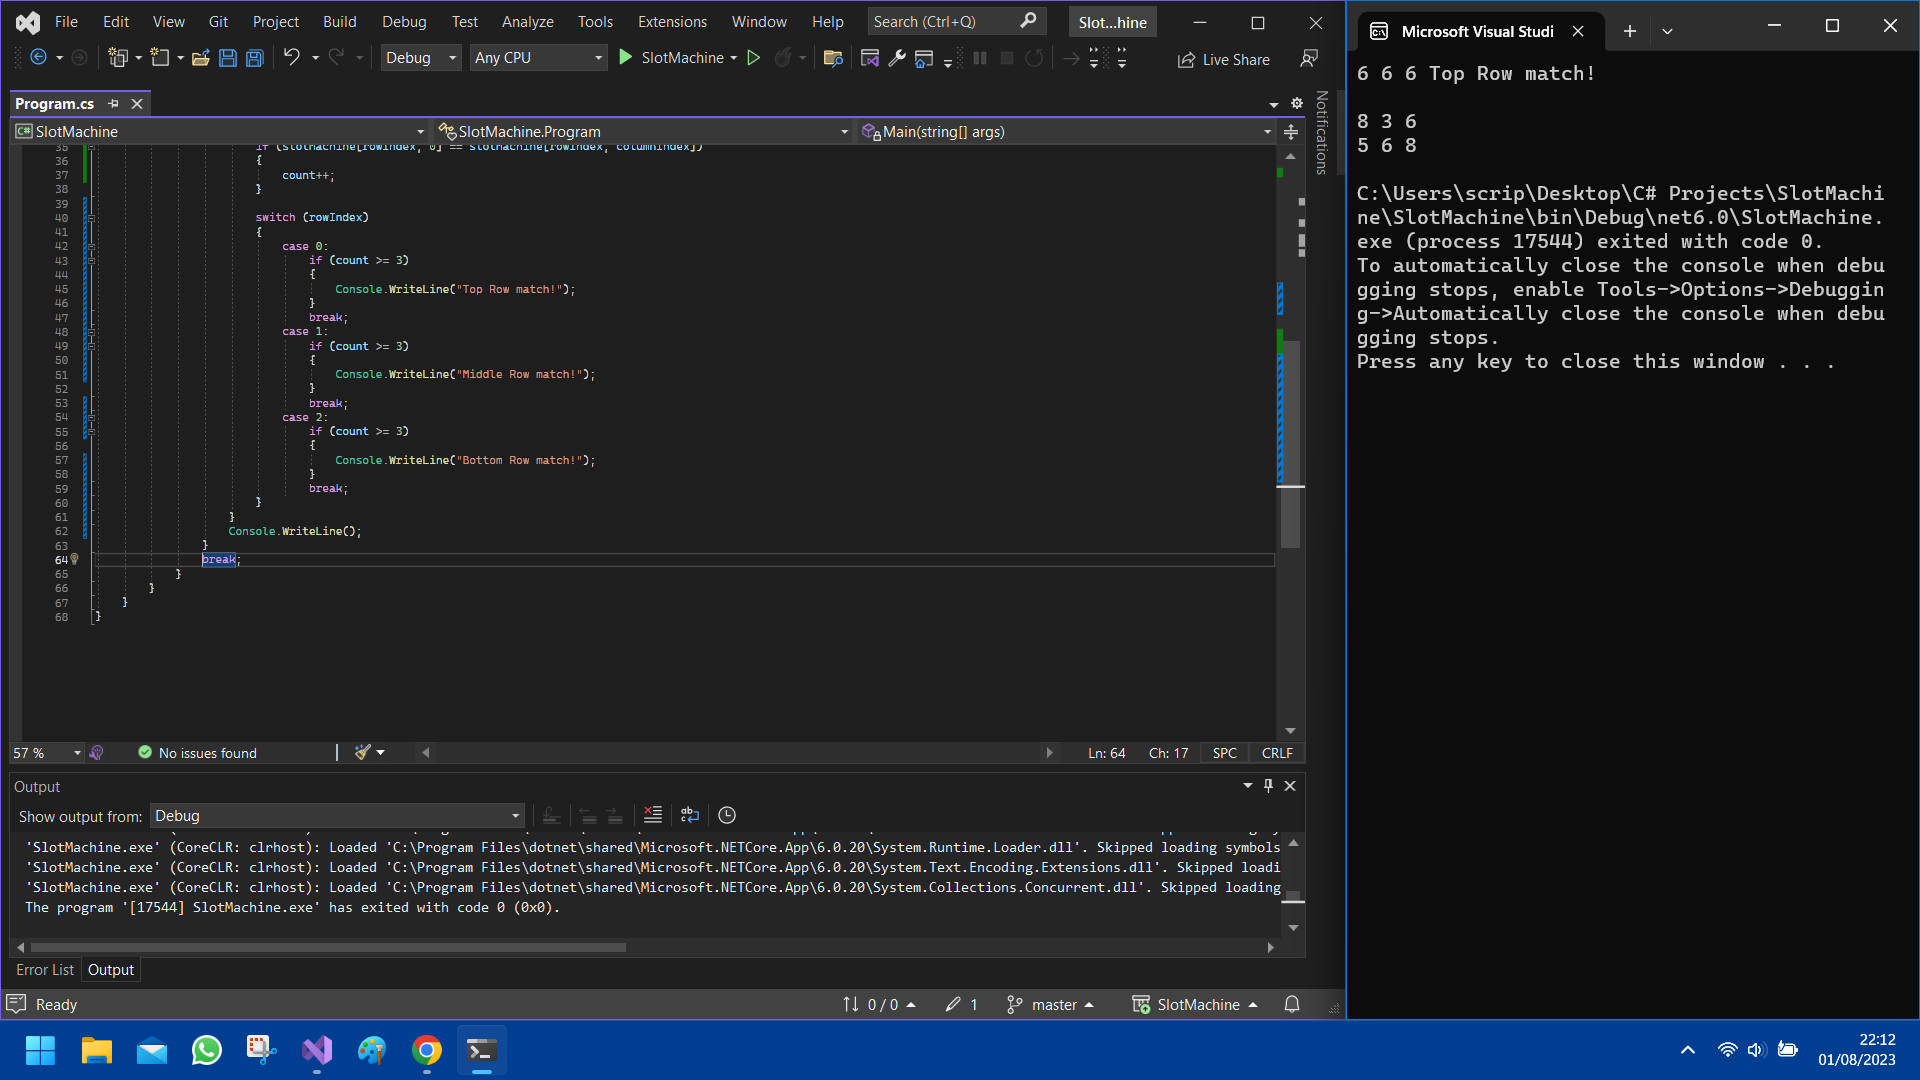 File Edit View Git Project Build Debug Test Analyze Tools Extensions Window Help Search (Ctrl+Q) Slot...hine
Debug Any CPU SlotMachine Live Share
Program.cs
SlotMachine SlotMachine.Program Main(string[] args)
35 if (slotMachine[rowIndex, 0] == slotMachine[rowIndex, columnIndex])
36 {
37 count++;
38 }
39
40 switch (rowIndex)
41 {
42 case 0:
43 if (count >= 3)
44 {
45 Console.WriteLine("Top Row match!");
46 }
47 break;
48 case 1:
49 if (count >= 3)
50 {
51 Console.WriteLine("Middle Row match!");
52 }
53 break;
54 case 2:
55 if (count >= 3)
56 {
57 Console.WriteLine("Bottom Row match!");
58 }
59 break;
60 }
61 }
62 Console.WriteLine();
63 }
64 break;
65 }
66 }
67 }
68 }
57 % No issues found Ln: 64 Ch: 17 SPC CRLF
Output
Show output from: Debug
'SlotMachine.exe' (CoreCLR: clrhost): Loaded 'C:\Program Files\dotnet\shared\Microsoft.NETCore.App\6.0.20\System.Runtime.Loader.dll'. Skipped loading symbols
'SlotMachine.exe' (CoreCLR: clrhost): Loaded 'C:\Program Files\dotnet\shared\Microsoft.NETCore.App\6.0.20\System.Text.Encoding.Extensions.dll'. Skipped loadi
'SlotMachine.exe' (CoreCLR: clrhost): Loaded 'C:\Program Files\dotnet\shared\Microsoft.NETCore.App\6.0.20\System.Collections.Concurrent.dll'. Skipped loading
The program '[17544] SlotMachine.exe' has exited with code 0 (0x0).
Error List Output
Ready 0 / 0 1 master SlotMachine
Notifications
Microsoft Visual Studi
6 6 6 Top Row match!
8 3 6
5 6 8
C:\Users\scrip\Desktop\C# Projects\SlotMachi
ne\SlotMachine\bin\Debug\net6.0\SlotMachine.
exe (process 17544) exited with code 0.
To automatically close the console when debu
gging stops, enable Tools->Options->Debuggin
g->Automatically close the console when debu
gging stops.
Press any key to close this window . . .
22:12
01/08/2023